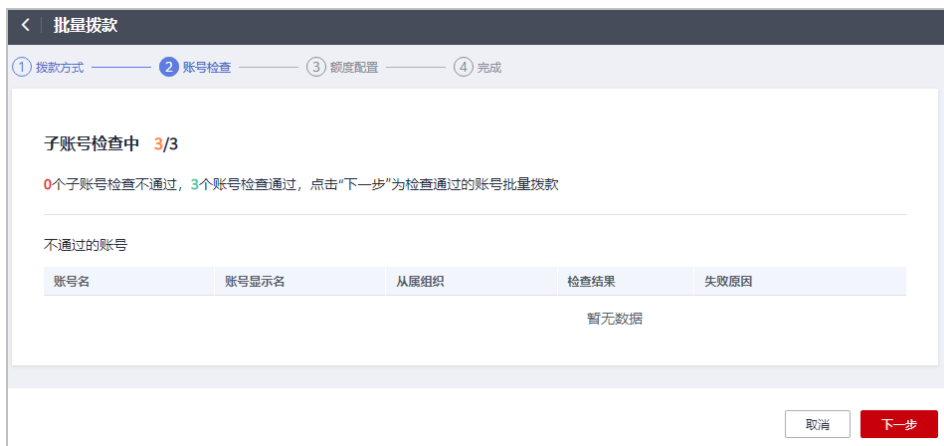 批量拨款
1 拨款方式 2 账号检查 3 额度配置 4 完成
子账号检查中 3/3
0个子账号检查不通过，3个账号检查通过，点击“下一步”为检查通过的账号批量拨款
不通过的账号
账号名 账号显示名 从属组织 检查结果 失败原因
暂无数据
取消 下一步